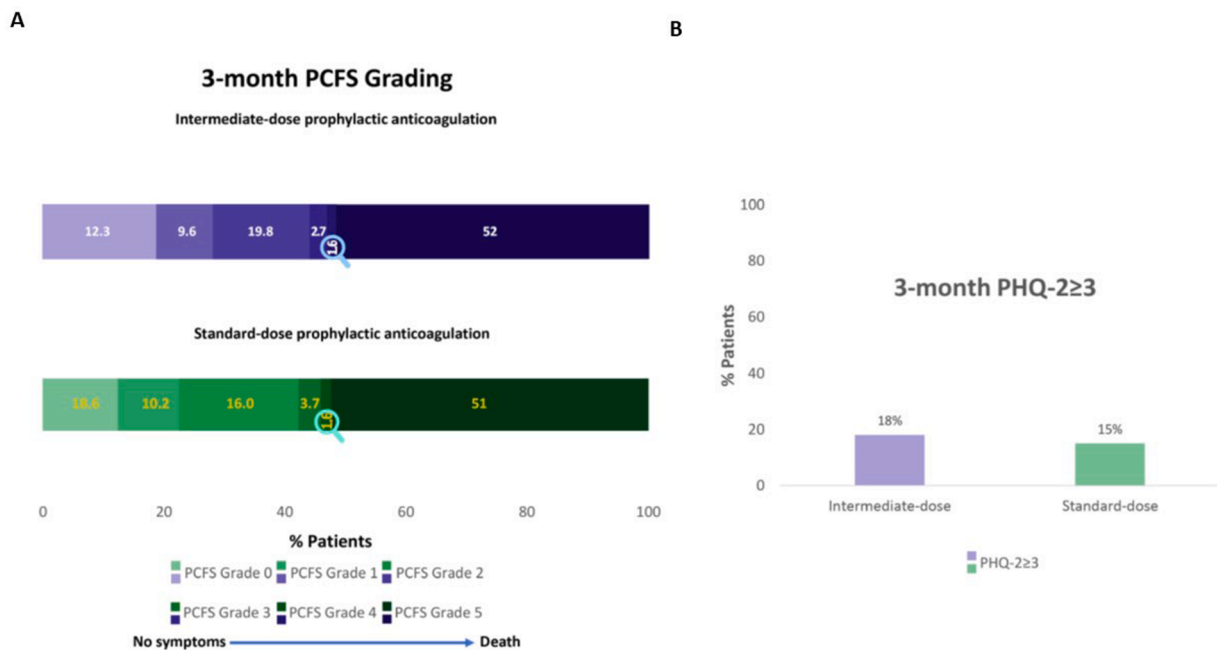 A
3-month PCFS Grading
Intermediate-dose prophylactic anticoagulation
12.3 9.6 19.8 2.7 1.6 52
Standard-dose prophylactic anticoagulation
18.6 10.2 16.0 3.7 1.6 51
0 20 40 60 80 100
% Patients
PCFS Grade 0 PCFS Grade 1 PCFS Grade 2
PCFS Grade 3 PCFS Grade 4 PCFS Grade 5
No symptoms Death
B
3-month PHQ-2≥3
% Patients
100
80
60
40
20
0
18% 15%
Intermediate-dose Standard-dose
PHQ-2≥3